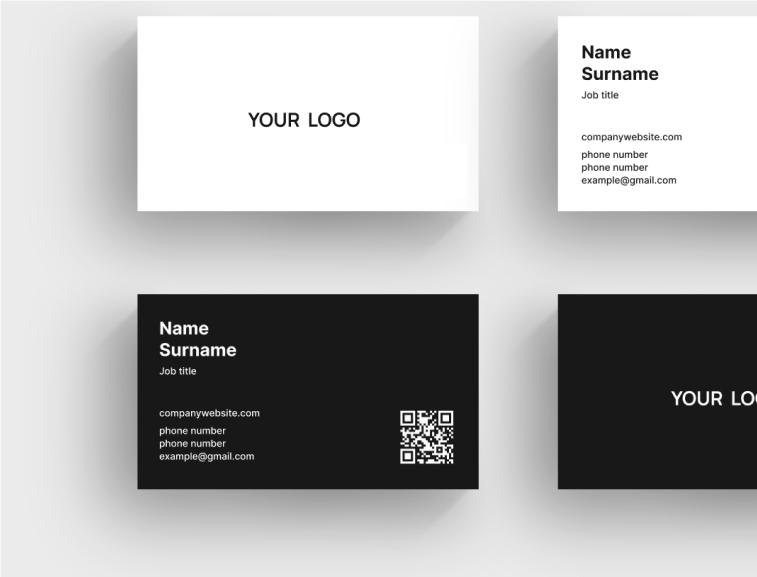 YOUR LOGO
Name
Surname
Job title
companywebsite.com
phone number
phone number
example@gmail.com
Name
Surname
Job title
companywebsite.com
phone number
phone number
example@gmail.com
YOUR LO